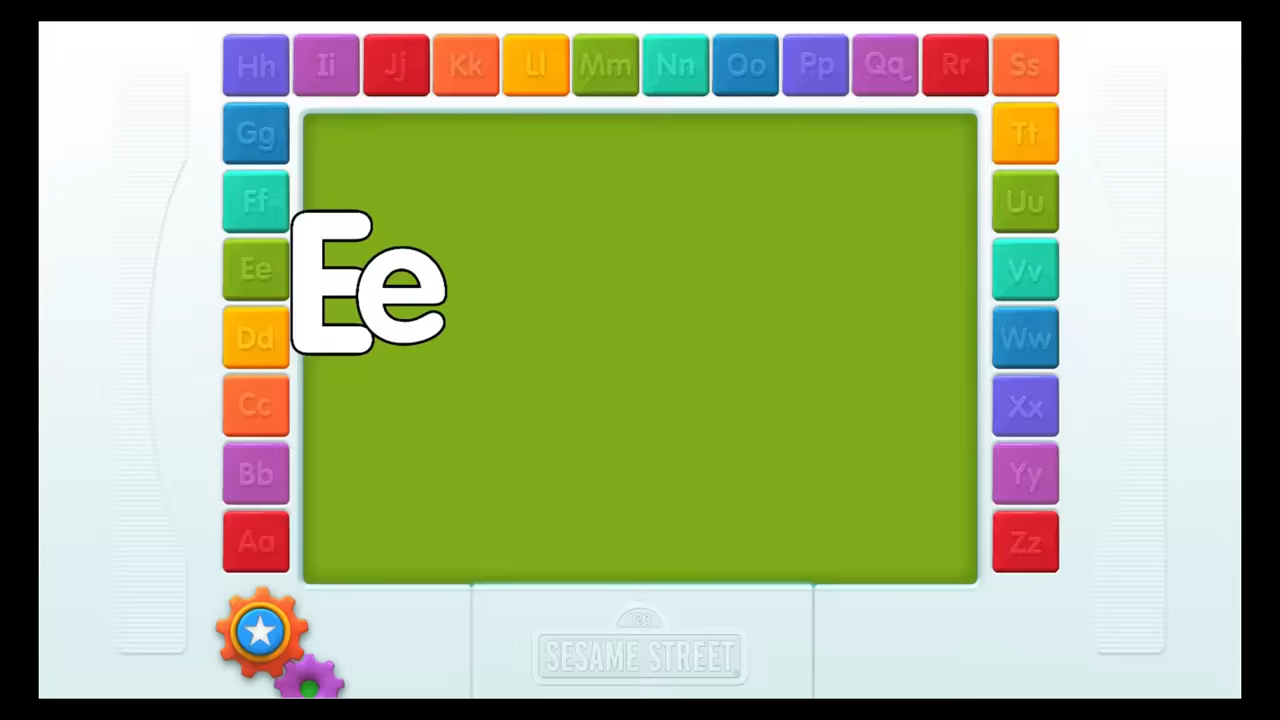 Hh Ii Jj Kk Ll Mm Nn Oo Pp Qq Rr Ss
Gg Tt
Ff Uu
Ee Ee Vv
Dd Ww
Cc Xx
Bb Yy
Aa Zz
123
SESAME STREET